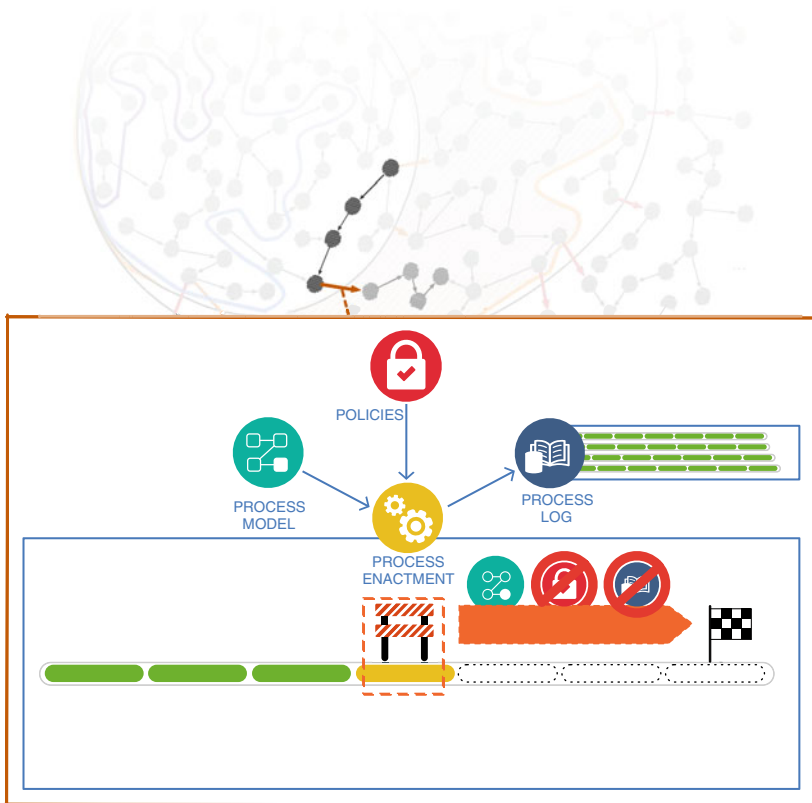 POLICIES
PROCESS
MODEL
PROCESS
LOG
PROCESS
ENACTMENT